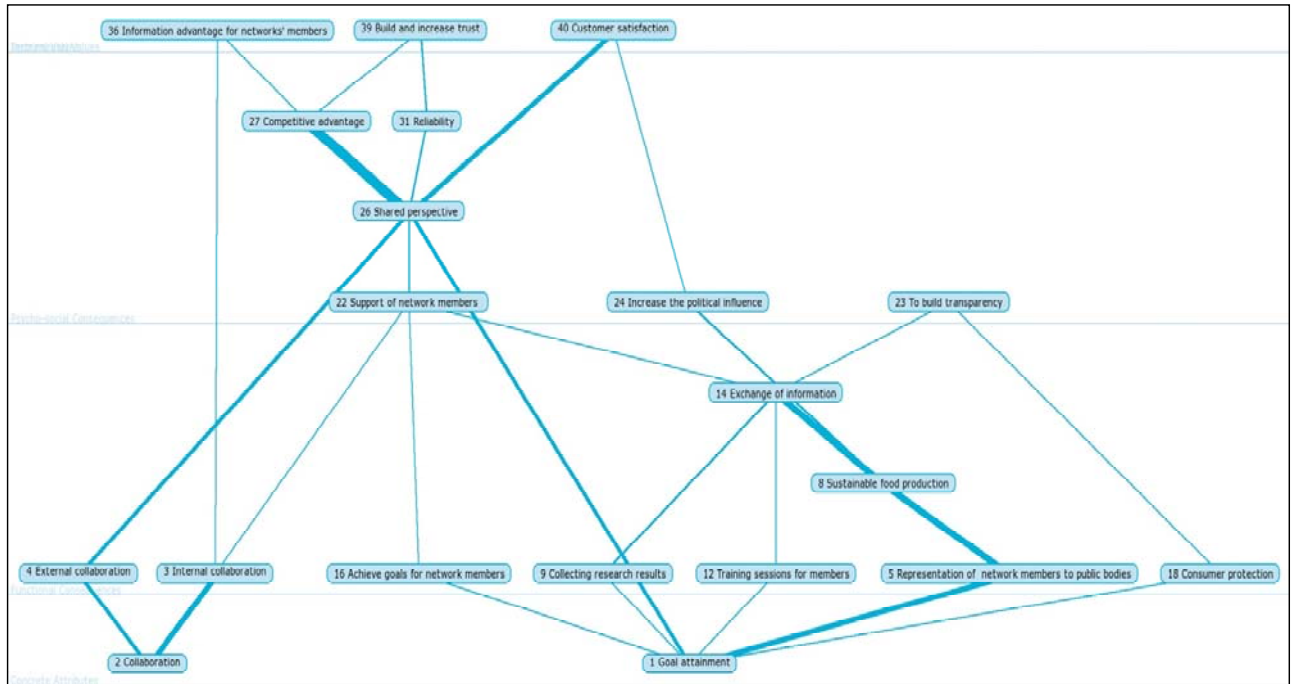 36 Information advantage for networks' members
39 Build and increase trust
40 Customer satisfaction
27 Competitive advantage
31 Reliability
26 Shared perspective
22 Support of network members
24 Increase the political influence
23 To build transparency
Psycho-social Consequences
14 Exchange of information
8 Sustainable food production
4 External collaboration
3 Internal collaboration
16 Achieve goals for network members
9 Collecting research results
12 Training sessions for members
5 Representation of network members to public bodies
18 Consumer protection
Functional Consequences
2 Collaboration
1 Goal attainment
Concrete Attributes